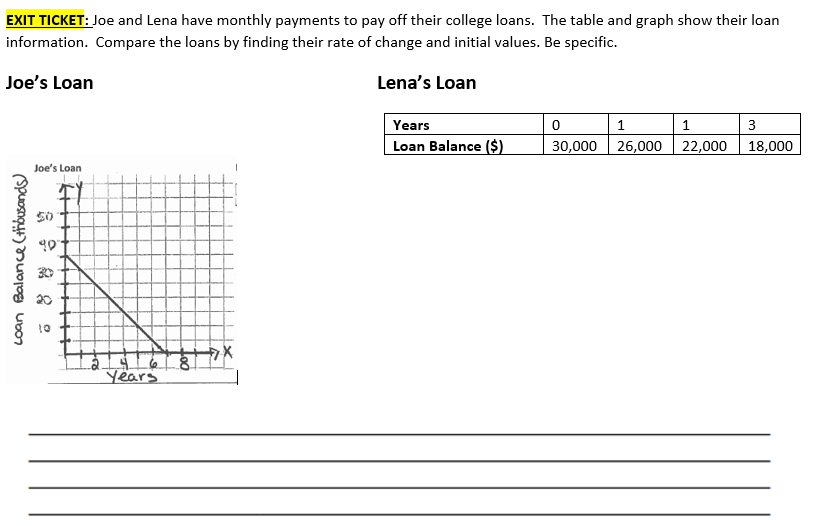 EXIT TICKET: Joe and Lena have monthly payments to pay off their college loans. The table and graph show their loan
information. Compare the loans by finding their rate of change and initial values. Be specific.
Joe's Loan
Lena's Loan
Years 0 1 1 3
Loan Balance ($) 30,000 26,000 22,000 18,000
Joe's Loan
Loan Balance (thousands)
Y
50
40
30
20
10
X
2 4 6 8
Years